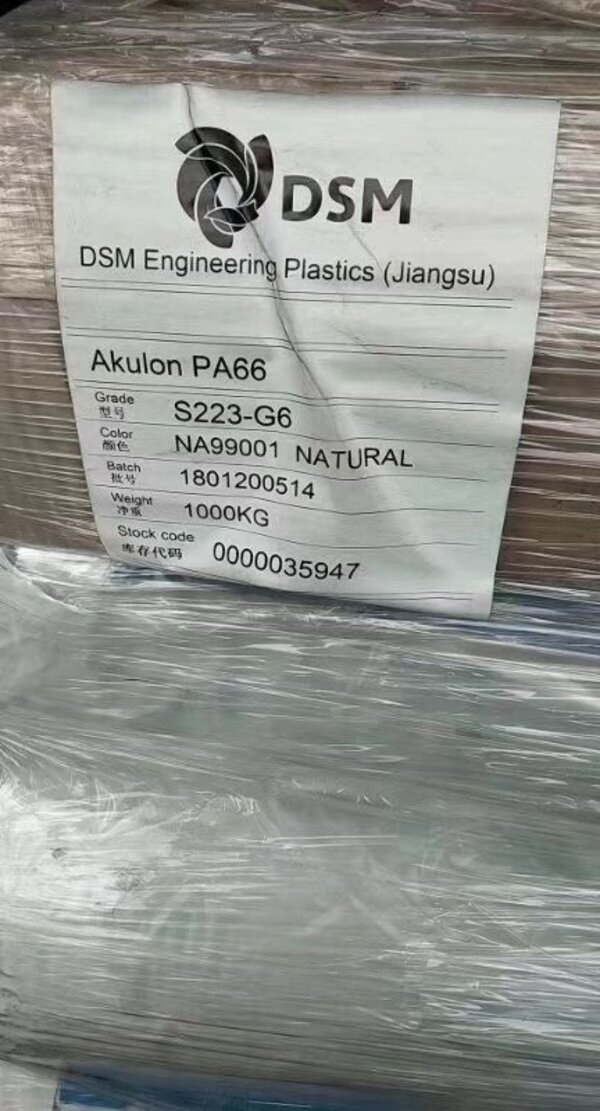 DSM
DSM Engineering Plastics (Jiangsu)
Akulon PA66
Grade
型号 S223-G6
Color
颜色 NA99001 NATURAL
Batch
批号 1801200514
Weight
净重 1000KG
Stock code
库存代码 0000035947